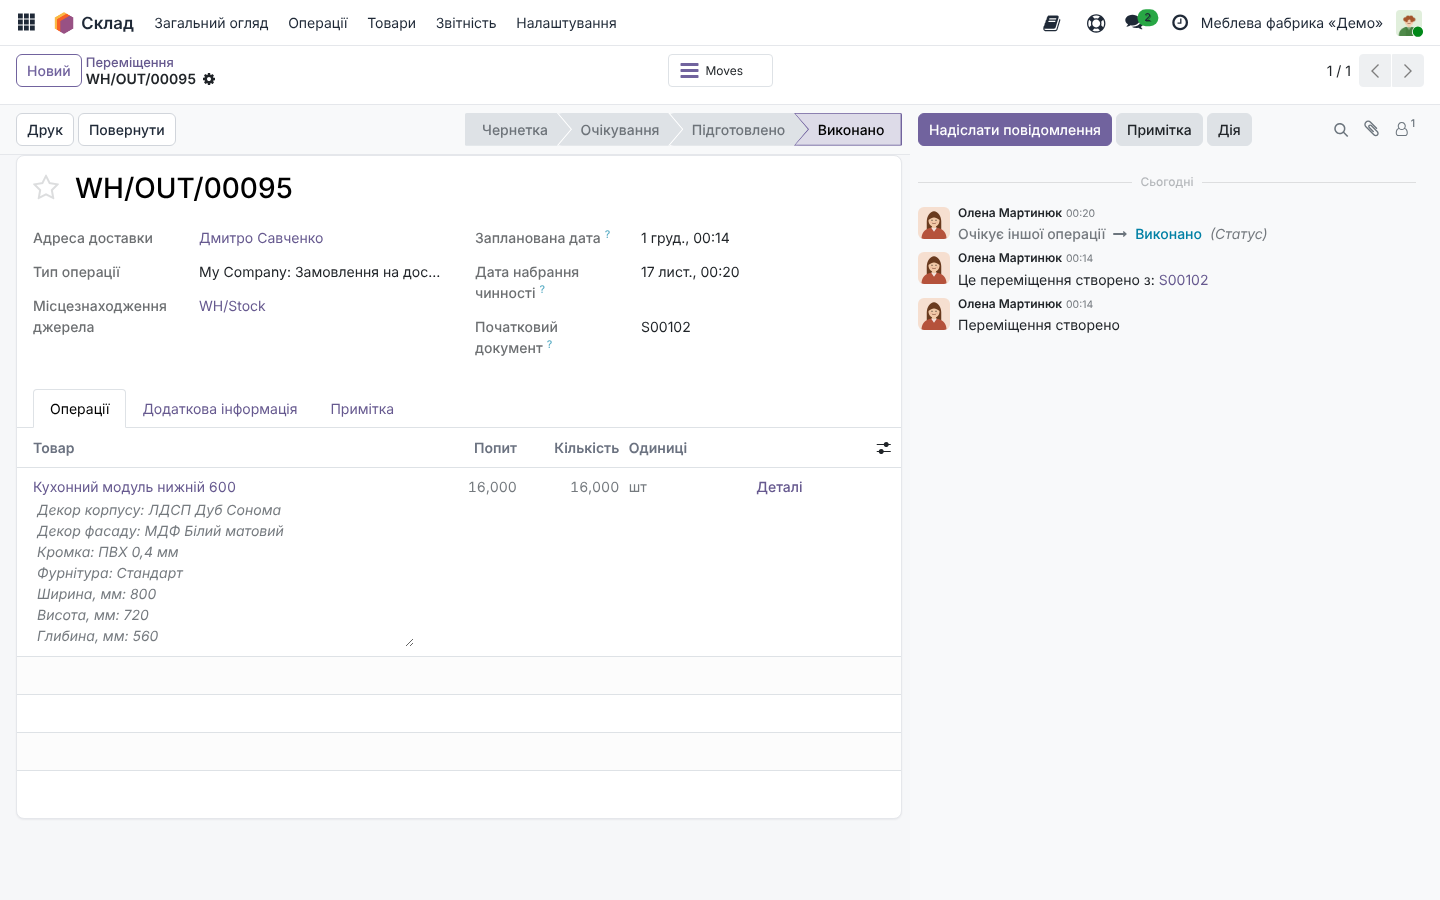 Склад
Загальний огляд
Операції
Товари
Звітність
Налаштування
2
Меблева фабрика «Демо»
Новий
Переміщення
WH/OUT/00095
Moves
1 / 1
Друк
Повернути
Чернетка
Очікування
Підготовлено
Виконано
Надіслати повідомлення
Примітка
Дія
1
WH/OUT/00095
Адреса доставки
Дмитро Савченко
Тип операції
My Company: Замовлення на дос...
Місцезнаходження
джерела
WH/Stock
Запланована дата ?
1 груд., 00:14
Дата набрання
чинності ?
17 лист., 00:20
Початковий
документ ?
S00102
Операції
Додаткова інформація
Примітка
Товар
Попит
Кількість
Одиниці
Кухонний модуль нижній 600
16,000
16,000
шт
Деталі
Декор корпусу: ЛДСП Дуб Сонома
Декор фасаду: МДФ Білий матовий
Кромка: ПВХ 0,4 мм
Фурнітура: Стандарт
Ширина, мм: 800
Висота, мм: 720
Глибина, мм: 560
Сьогодні
Олена Мартинюк 00:20
Очікує іншої операції → Виконано (Статус)
Олена Мартинюк 00:14
Це переміщення створено з: S00102
Олена Мартинюк 00:14
Переміщення створено